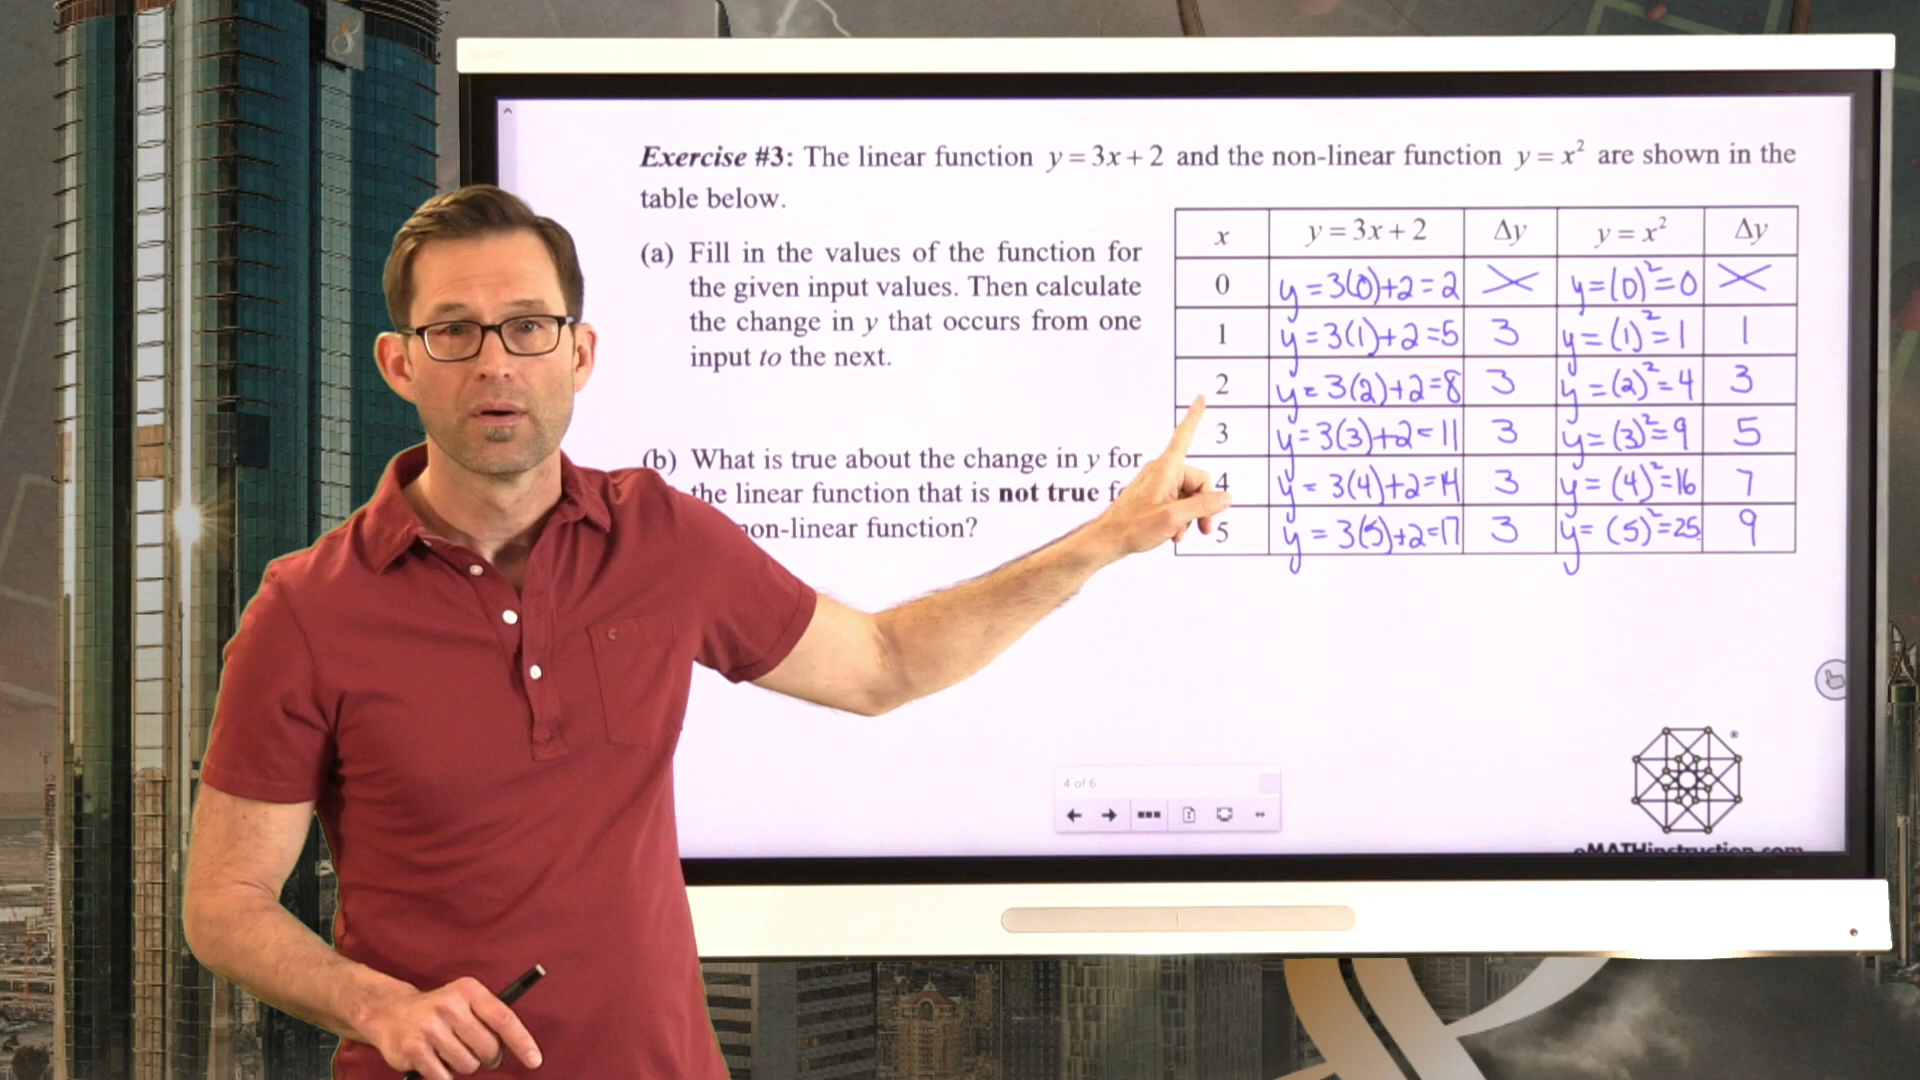 Exercise #3: The linear function y = 3x + 2 and the non-linear function y = x² are shown in the
table below.
(a) Fill in the values of the function for
the given input values. Then calculate
the change in y that occurs from one
input to the next.
(b) What is true about the change in y for
the linear function that is not true
non-linear function?
x y = 3x + 2 Δy y = x² Δy
0 y = 3(0)+2 = 2 X y = (0)² = 0 X
1 y = 3(1)+2 = 5 3 y = (1)² = 1 1
2 y = 3(2)+2 = 8 3 y = (2)² = 4 3
3 y = 3(3)+2 = 11 3 y = (3)² = 9 5
4 y = 3(4)+2 = 14 3 y = (4)² = 16 7
5 y = 3(5)+2 = 17 3 y = (5)² = 25 9
4 of 6
eMATHinstruction.com